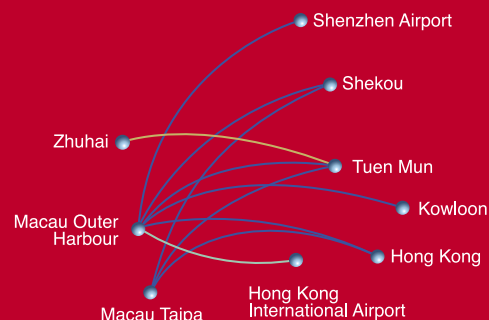 Shenzhen Airport
Shekou
Zhuhai
Tuen Mun
Kowloon
Macau Outer
Harbour
Hong Kong
Hong Kong
International Airport
Macau Taipa